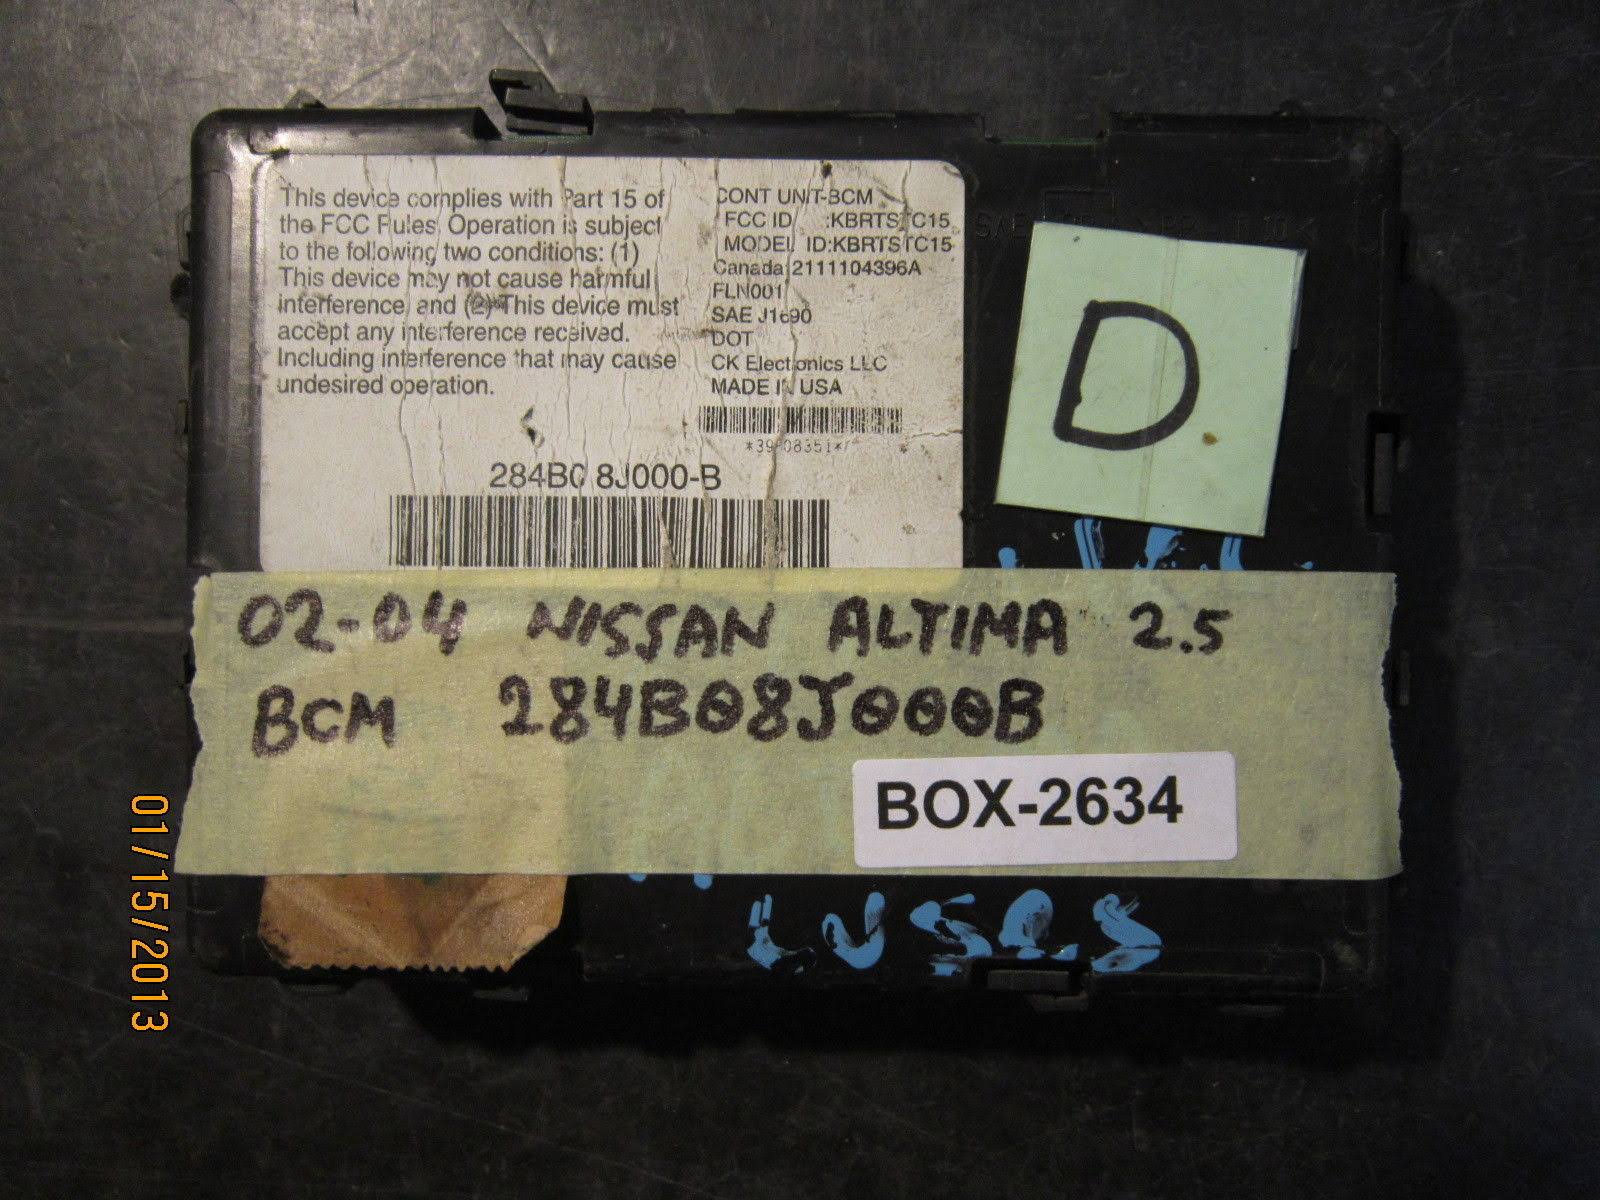 This device complies with Part 15 of
the FCC Rules. Operation is subject
to the following two conditions: (1)
This device may not cause harmful
interference and (2) This device must
accept any interference received.
Including interference that may cause
undesired operation.
CONT UNIT-BCM
FCC ID :KBRTSTC15
MODEL ID:KBRTSTC15
Canada:2111104396A
FLN001
SAE J1690
DOT
CK Electronics LLC
MADE IN USA
284B0 8J000-B
D
02-04 NISSAN ALTIMA 2.5
BCM 284B08J000B
BOX-2634
01/15/2013